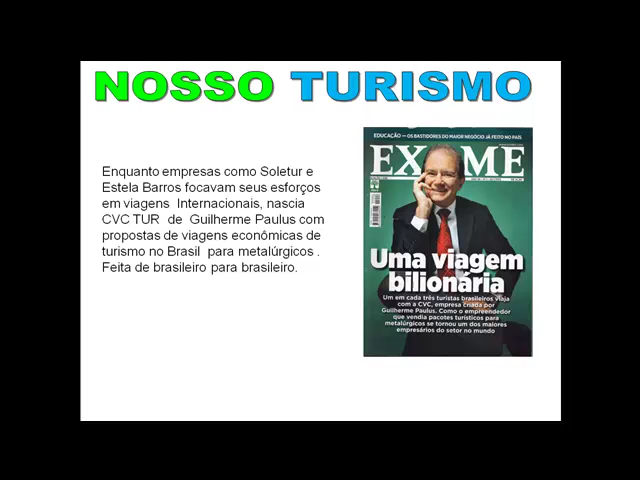 NOSSO TURISMO
Enquanto empresas como Soletur e
Estela Barros focavam seus esforços
em viagens Internacionais, nascia
CVC TUR de Guilherme Paulus com
propostas de viagens econômicas de
turismo no Brasil para metalúrgicos .
Feita de brasileiro para brasileiro.
EDUCAÇÃO — OS BASTIDORES DO MAIOR NEGÓCIO JÁ FEITO NO PAÍS
EXAME
Uma viagem
bilionária
Um em cada três turistas brasileiros viaja
com a CVC, empresa criada por
Guilherme Paulus. Como o empreendedor
que vendia pacotes turísticos para
metalúrgicos se tornou um dos maiores
empresários do setor no mundo